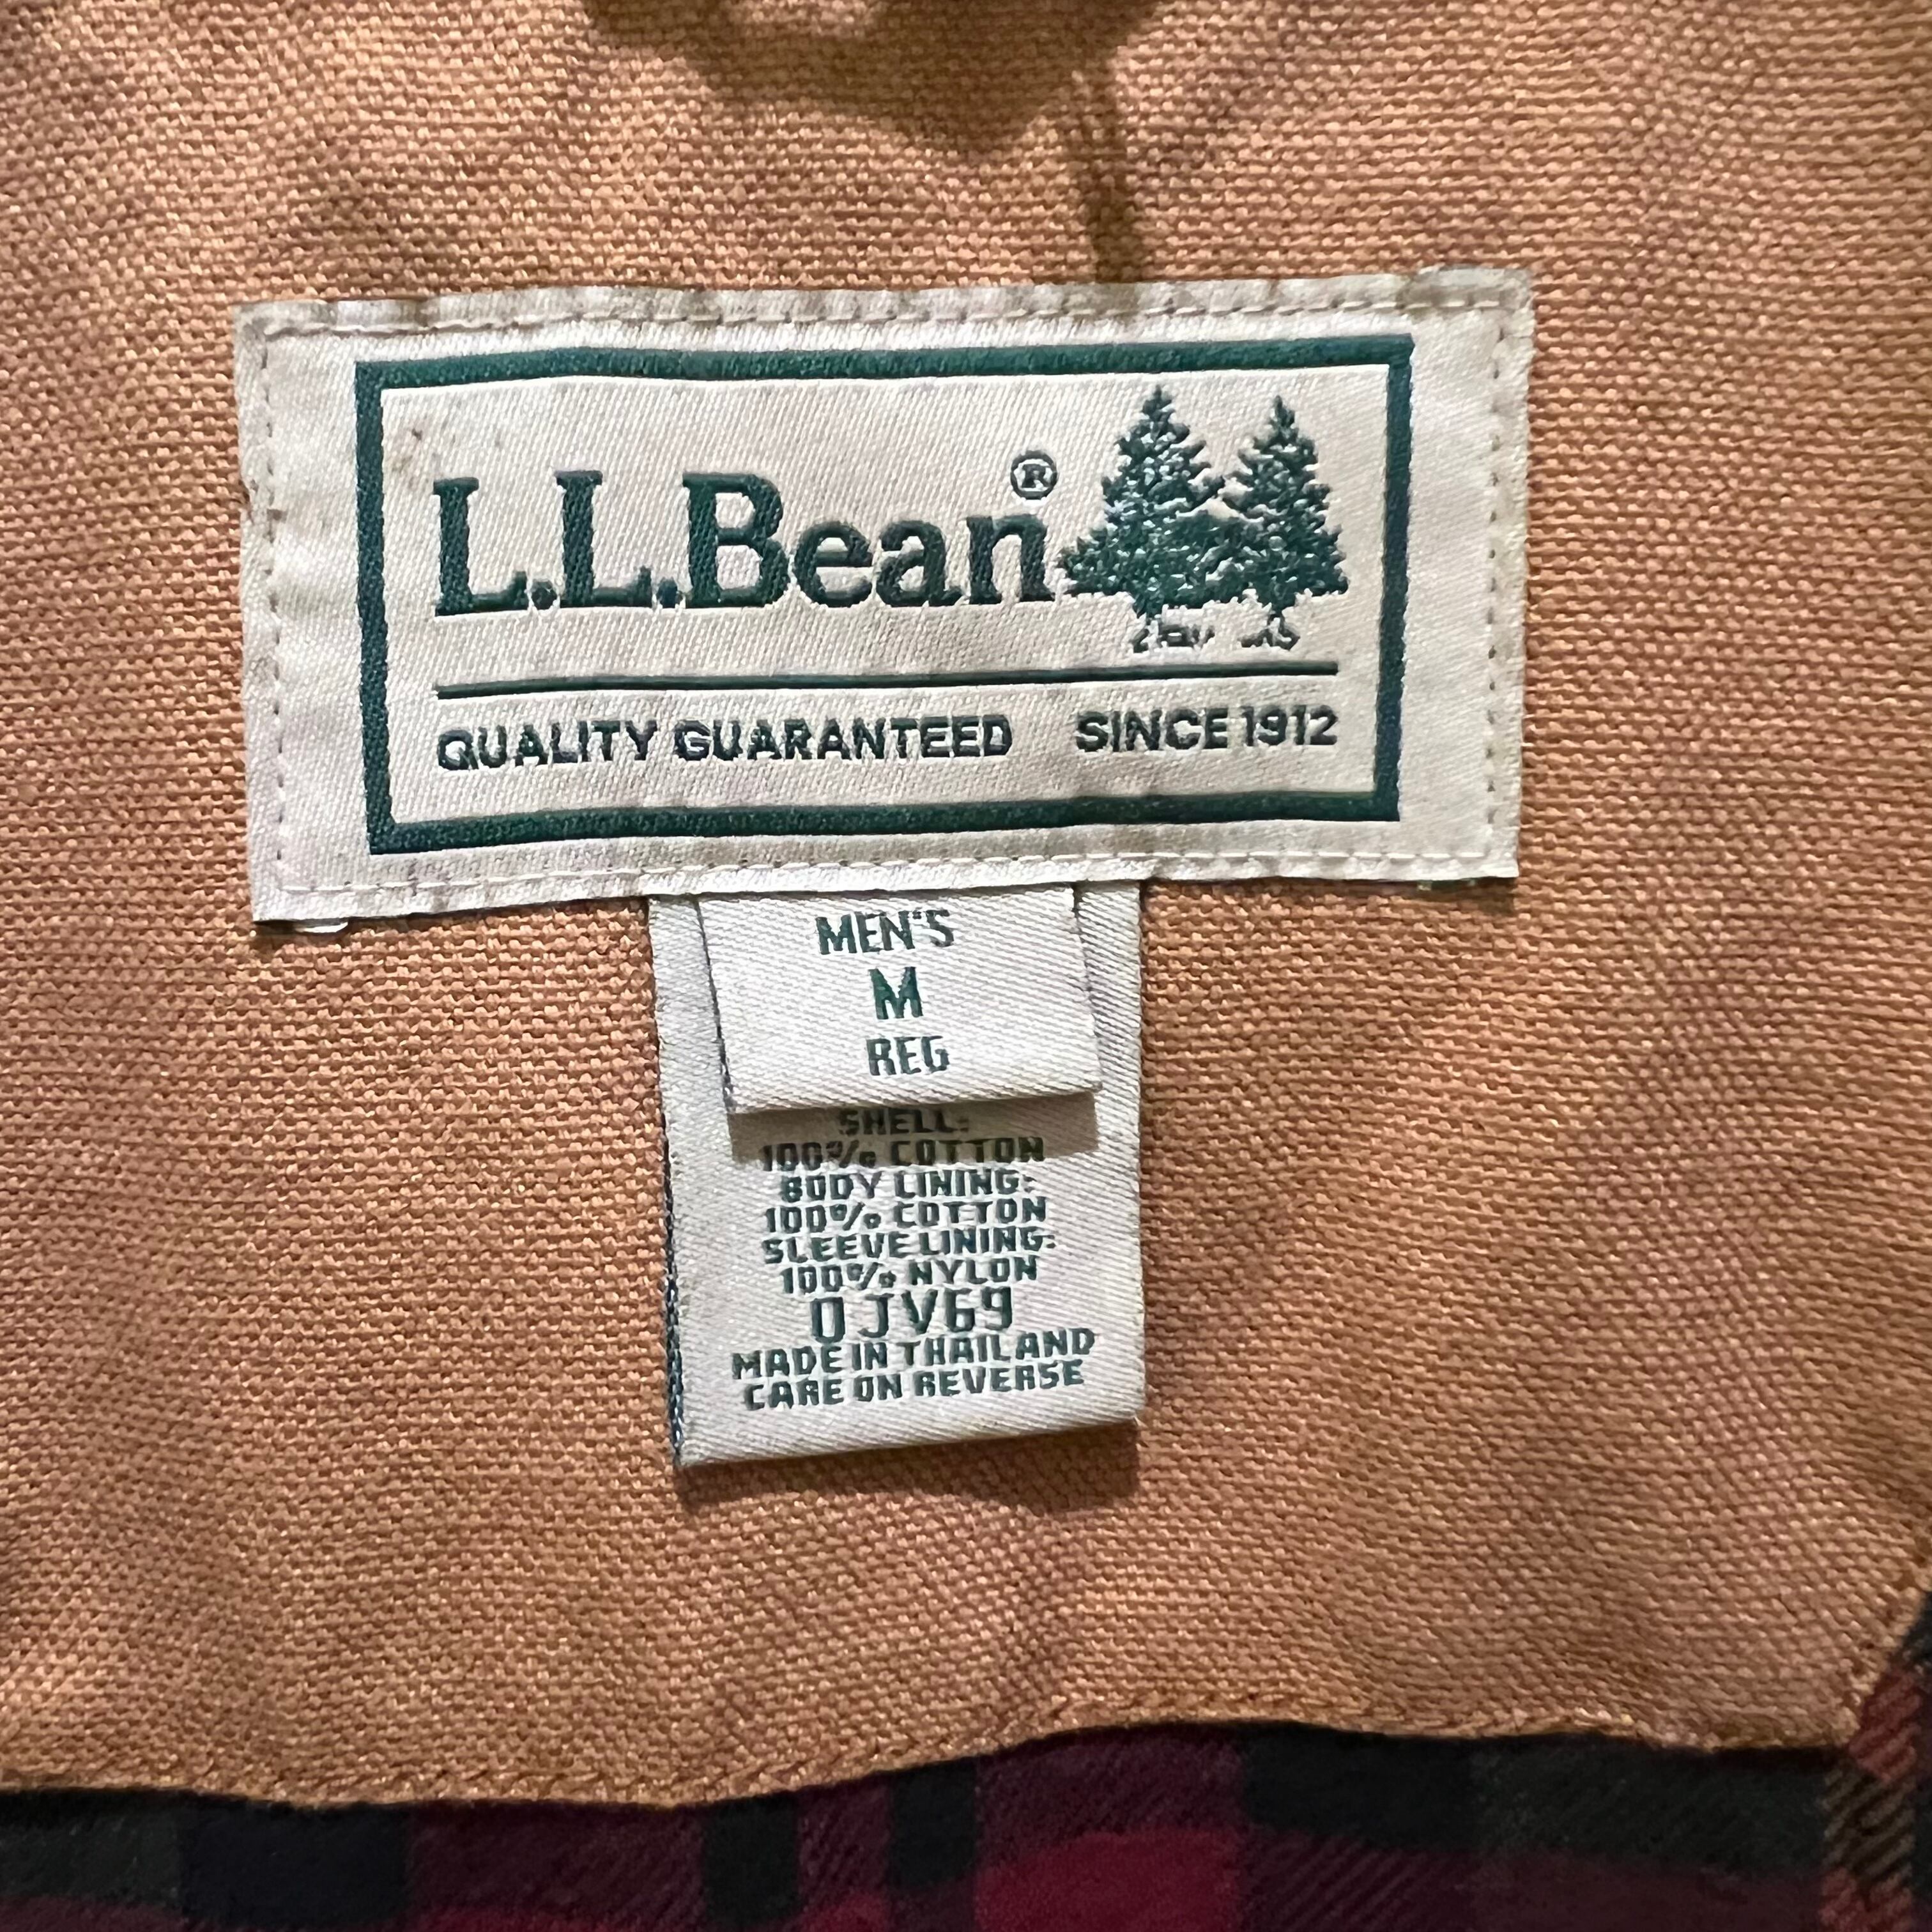 L.L.Bean®
QUALITY GUARANTEED SINCE 1912
MEN'S
M
REG
SHELL:
100% COTTON
BODY LINING:
100% COTTON
SLEEVE LINING:
100% NYLON
0JV69
MADE IN THAILAND
CARE ON REVERSE